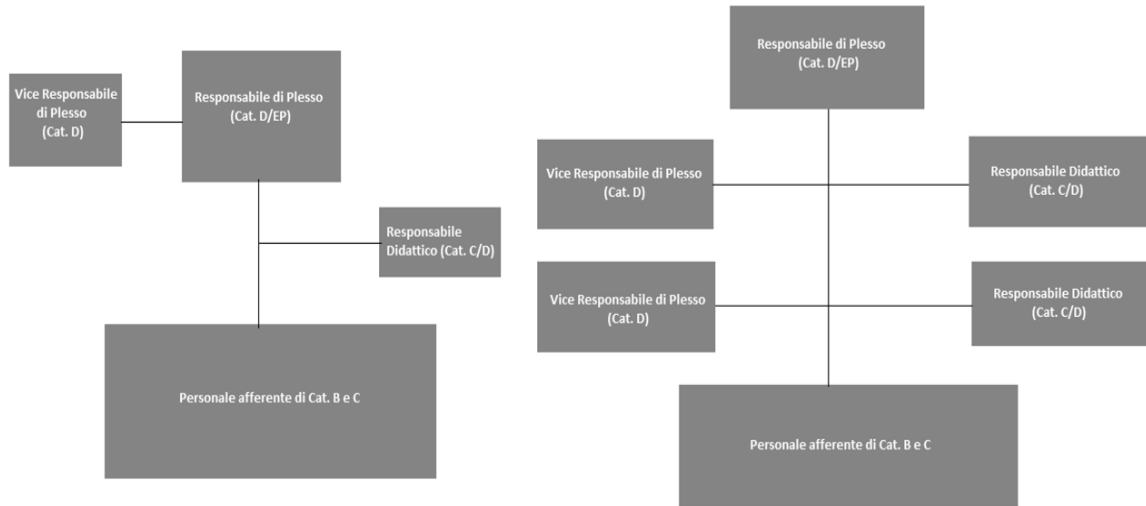 Vice Responsabile
di Plesso
(Cat. D)
Responsabile di Plesso
(Cat. D/EP)
Responsabile
Didattico (Cat. C/D)
Personale afferente di Cat. B e C
Responsabile di Plesso
(Cat. D/EP)
Vice Responsabile di Plesso
(Cat. D)
Responsabile Didattico
(Cat. C/D)
Vice Responsabile di Plesso
(Cat. D)
Responsabile Didattico
(Cat. C/D)
Personale afferente di Cat. B e C